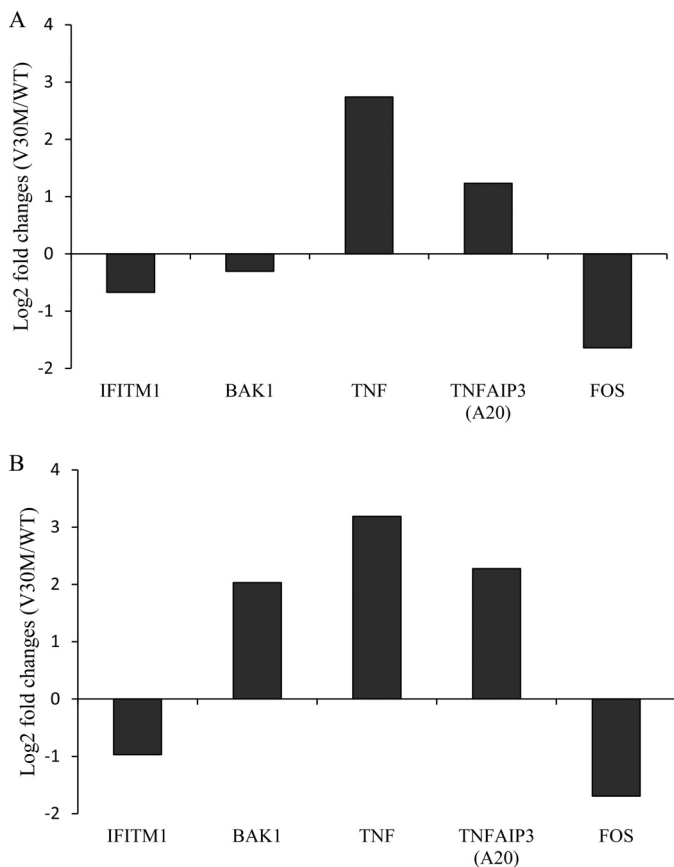 A
Log2 fold changes (V30M/WT)
4
3
2
1
0
-1
-2
IFITM1 BAK1 TNF TNFAIP3 FOS
(A20)
B
Log2 fold changes (V30M/WT)
4
3
2
1
0
-1
-2
IFITM1 BAK1 TNF TNFAIP3 FOS
(A20)